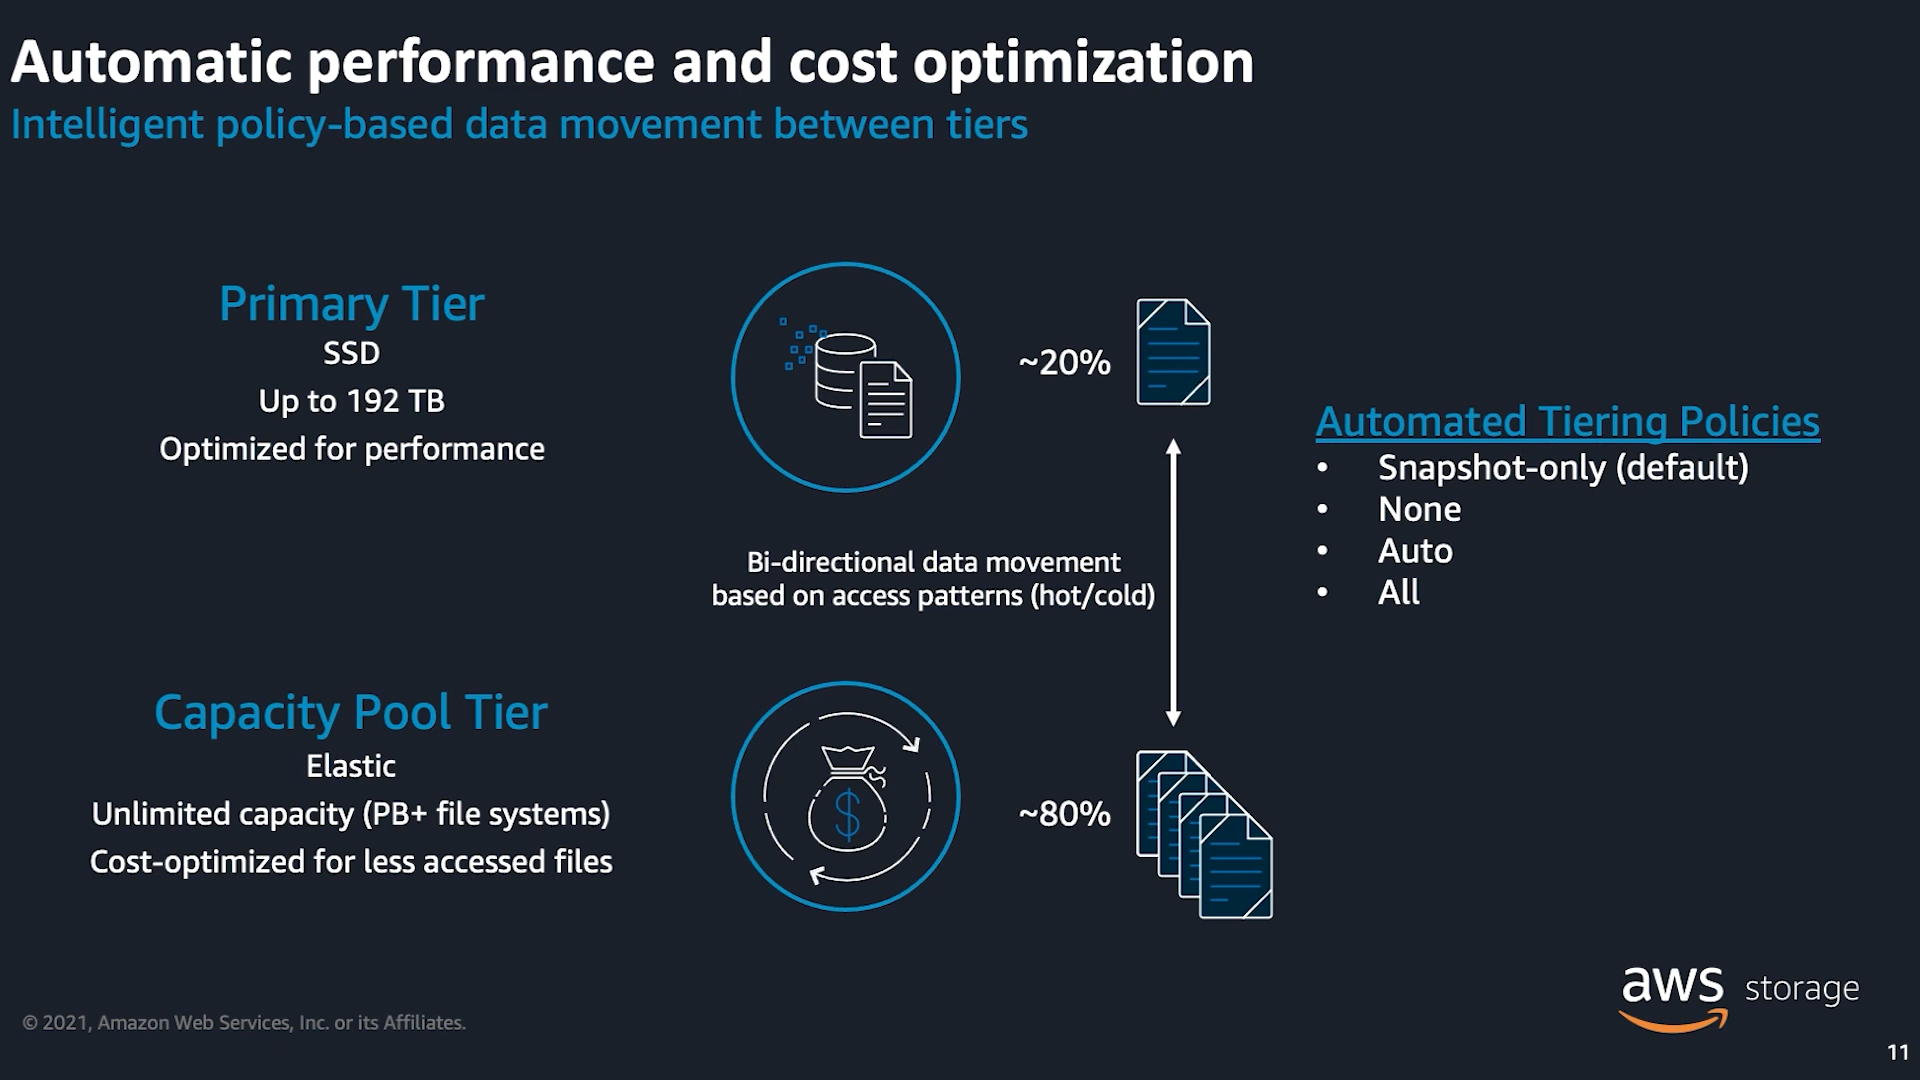 Automatic performance and cost optimization
Intelligent policy-based data movement between tiers
Primary Tier
SSD
Up to 192 TB
Optimized for performance
~20%
Bi-directional data movement
based on access patterns (hot/cold)
Automated Tiering Policies
• Snapshot-only (default)
• None
• Auto
• All
Capacity Pool Tier
Elastic
Unlimited capacity (PB+ file systems)
Cost-optimized for less accessed files
$
~80%
aws storage
© 2021, Amazon Web Services, Inc. or its Affiliates.
11